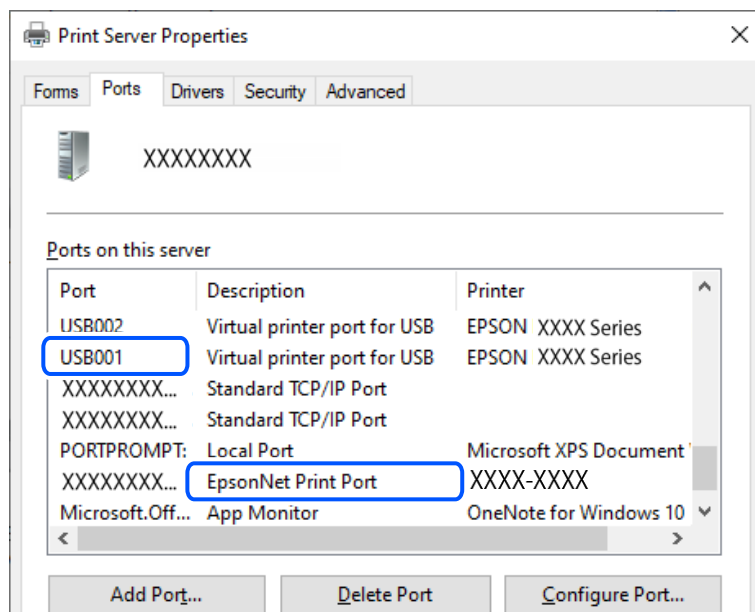 Print Server Properties
Forms Ports Drivers Security Advanced
XXXXXXXX
Ports on this server
Port Description Printer
USB002 Virtual printer port for USB EPSON XXXX Series
USB001 Virtual printer port for USB EPSON XXXX Series
XXXXXXXX... Standard TCP/IP Port
XXXXXXXX... Standard TCP/IP Port
PORTPROMPT: Local Port Microsoft XPS Document
XXXXXXXX... EpsonNet Print Port XXXX-XXXX
Microsoft.Off... App Monitor OneNote for Windows 10
Add Port... Delete Port Configure Port...